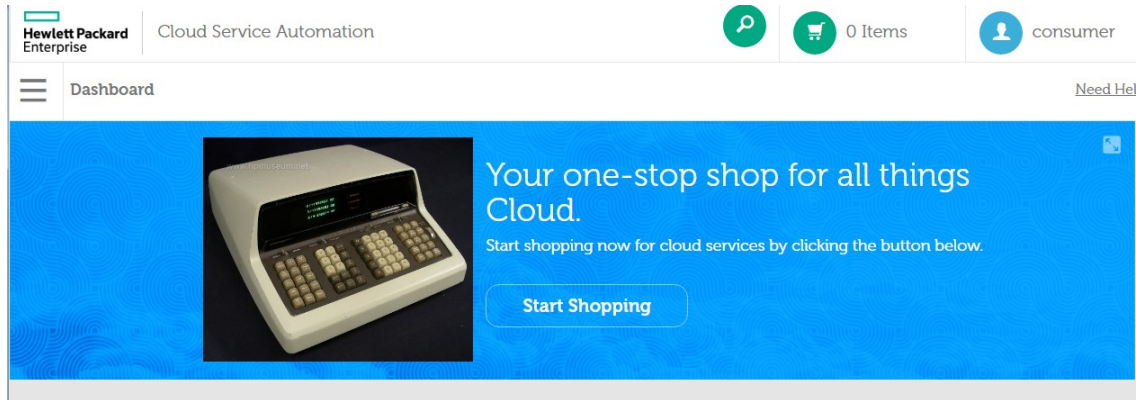 Hewlett Packard
Enterprise
Cloud Service Automation
0 Items
consumer
Dashboard
Need Hel
Your one-stop shop for all things
Cloud.
Start shopping now for cloud services by clicking the button below.
Start Shopping